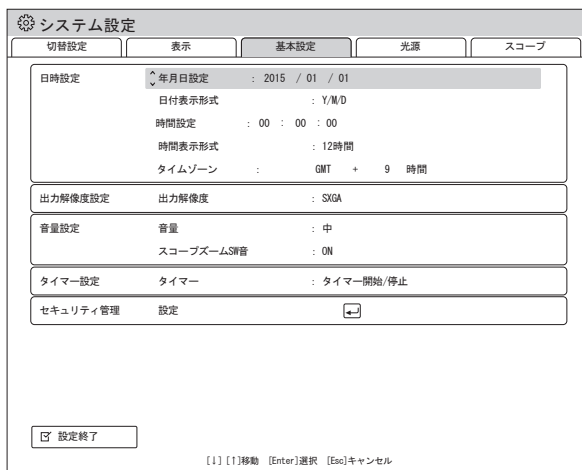 システム設定
切替設定 表示 基本設定 光源 スコープ
日時設定 年月日設定 : 2015 / 01 / 01
日付表示形式 : Y/M/D
時間設定 : 00 : 00 : 00
時間表示形式 : 12時間
タイムゾーン : GMT + 9 時間
出力解像度設定 出力解像度 : SXGA
音量設定 音量 : 中
スコープズームSW音 : ON
タイマー設定 タイマー : タイマー開始/停止
セキュリティ管理 設定
設定終了
[↓] [↑]移動 [Enter]選択 [Esc]キャンセル